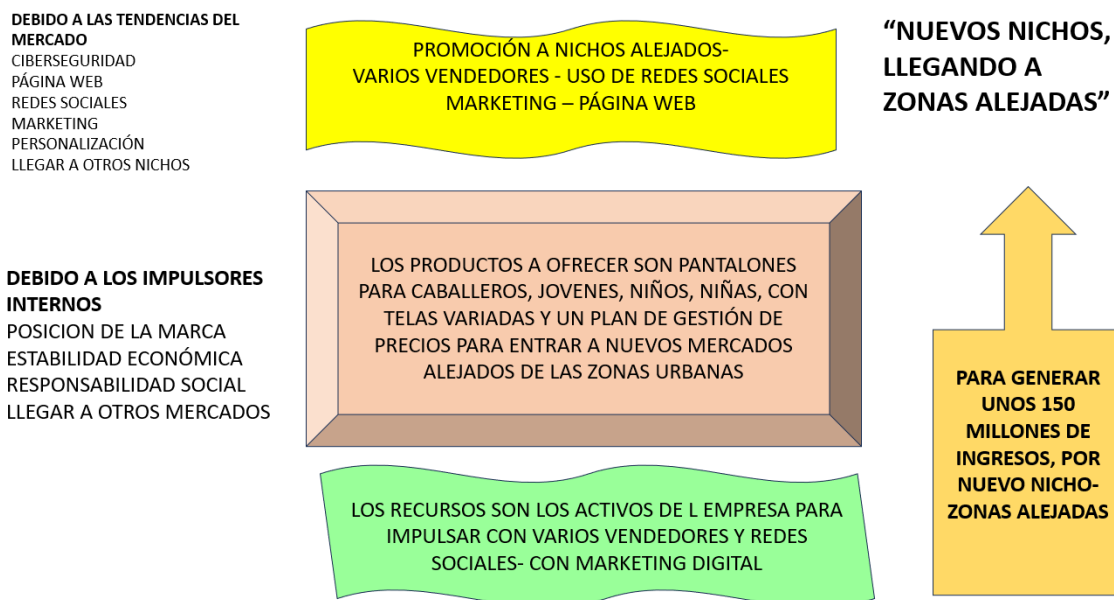 DEBIDO A LAS TENDENCIAS DEL
MERCADO
CIBERSEGURIDAD
PÁGINA WEB
REDES SOCIALES
MARKETING
PERSONALIZACIÓN
LLEGAR A OTROS NICHOS
PROMOCIÓN A NICHOS ALEJADOS-
VARIOS VENDEDORES - USO DE REDES SOCIALES
MARKETING – PÁGINA WEB
“NUEVOS NICHOS,
LLEGANDO A
ZONAS ALEJADAS”
DEBIDO A LOS IMPULSORES
INTERNOS
POSICION DE LA MARCA
ESTABILIDAD ECONÓMICA
RESPONSABILIDAD SOCIAL
LLEGAR A OTROS MERCADOS
LOS PRODUCTOS A OFRECER SON PANTALONES
PARA CABALLEROS, JOVENES, NIÑOS, NIÑAS, CON
TELAS VARIADAS Y UN PLAN DE GESTIÓN DE
PRECIOS PARA ENTRAR A NUEVOS MERCADOS
ALEJADOS DE LAS ZONAS URBANAS
PARA GENERAR
UNOS 150
MILLONES DE
INGRESOS, POR
NUEVO NICHO-
ZONAS ALEJADAS
LOS RECURSOS SON LOS ACTIVOS DE L EMPRESA PARA
IMPULSAR CON VARIOS VENDEDORES Y REDES
SOCIALES- CON MARKETING DIGITAL